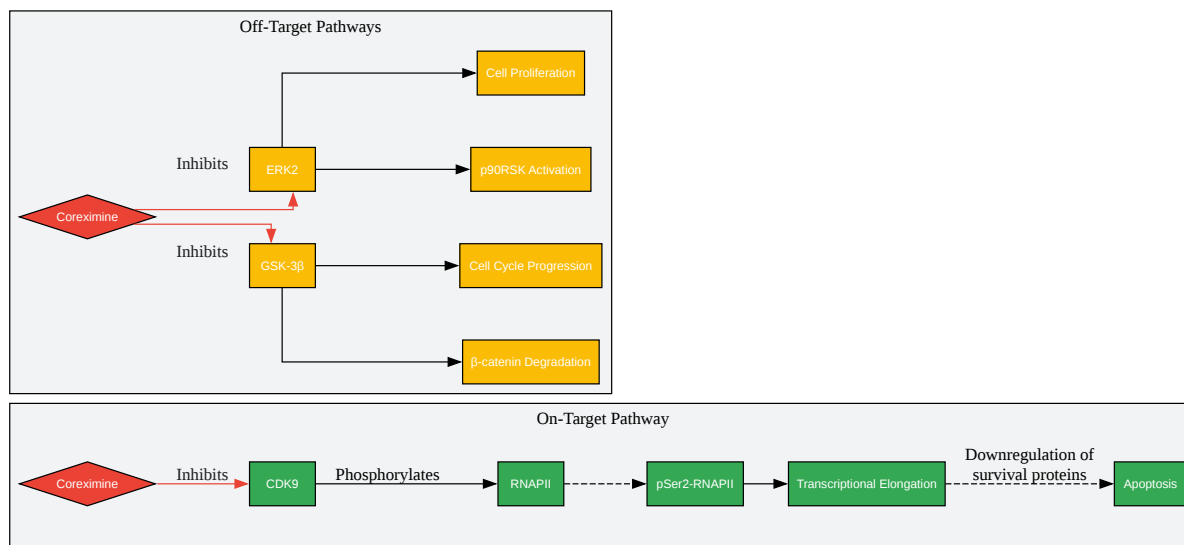 Off-Target Pathways
Cell Proliferation
Inhibits
ERK2
p90RSK Activation
Coreximine
Inhibits
GSK-3β
Cell Cycle Progression
β-catenin Degradation
On-Target Pathway
Coreximine
Inhibits
CDK9
Phosphorylates
RNAPII
pSer2-RNAPII
Transcriptional Elongation
Downregulation of
survival proteins
Apoptosis